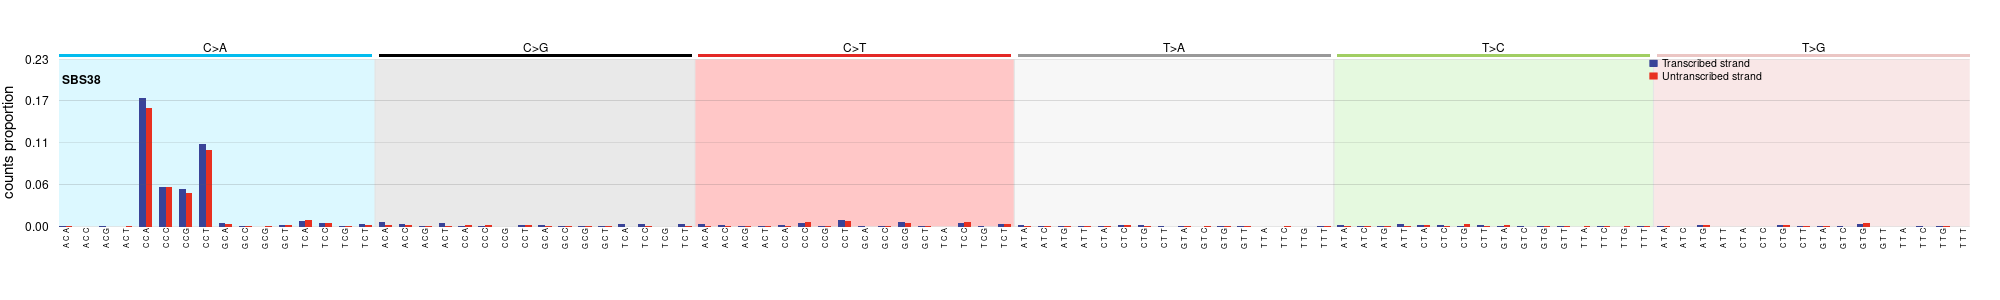 C>A C>G C>T T>A T>C T>G
0.23
SBS38
Transcribed strand
Untranscribed strand
0.17
0.11
0.06
0.00
counts proportion
ACA ACC ACG ACT CCA CCC CCG CCT GCA GCC GCG GCT TCA TCC TCG TCT ACA ACC ACG ACT CCA CCC CCG CCT GCA GCC GCG GCT TCA TCC TCG TCT ACA ACC ACG ACT CCA CCC CCG CCT GCA GCC GCG GCT TCA TCC TCG TCT ATA ATC ATG ATT CTA CTC CTG CTT GTA GTC GTG GTT TTA TTC TTG TTT ATA ATC ATG ATT CTA CTC CTG CTT GTA GTC GTG GTT TTA TTC TTG TTT ATA ATC ATG ATT CTA CTC CTG CTT GTA GTC GTG GTT TTA TTC TTG TTT